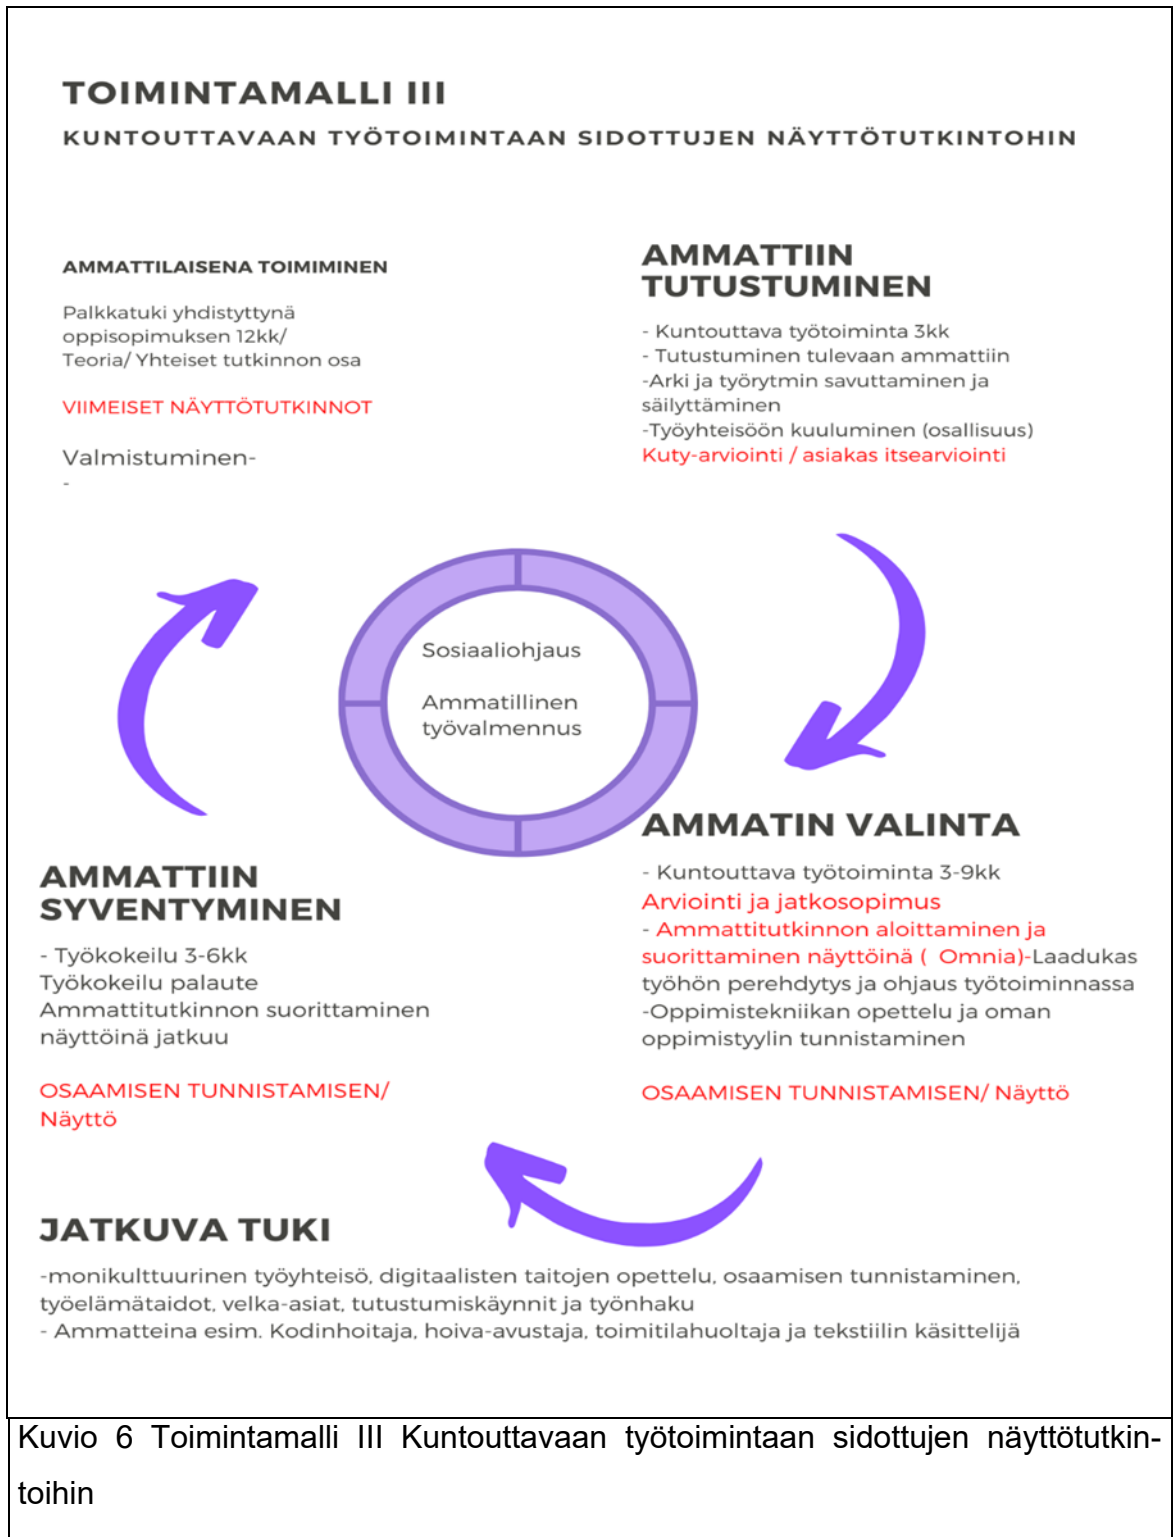 TOIMINTAMALLI III
KUNTOUTTAVAAN TYÖTOIMINTAAN SIDOTTUJEN NÄYTTÖTUTKINTOHIN
AMMATTILAISENA TOIMIMINEN
Palkkatuki yhdistyttynä
oppisopimuksen 12kk/
Teoria/ Yhteiset tutkinnon osa
VIIMEISET NÄYTTÖTUTKINNOT
Valmistuminen-
-
AMMATTIIN
TUTUSTUMINEN
- Kuntouttava työtoiminta 3kk
- Tutustuminen tulevaan ammattiin
-Arki ja työrytmin savuttaminen ja
säilyttäminen
-Työyhteisöön kuuluminen (osallisuus)
Kuty-arviointi / asiakas itsearviointi
Sosiaaliohjaus
Ammatillinen
työvalmennus
AMMATIN VALINTA
- Kuntouttava työtoiminta 3-9kk
Arviointi ja jatkosopimus
- Ammattitutkinnon aloittaminen ja
suorittaminen näyttöinä ( Omnia)-Laadukas
työhön perehdytys ja ohjaus työtoiminnassa
-Oppimistekniikan opettelu ja oman
oppimistyylin tunnistaminen
OSAAMISEN TUNNISTAMISEN/ Näyttö
AMMATTIIN
SYVENTYMINEN
- Työkokeilu 3-6kk
Työkokeilu palaute
Ammattitutkinnon suorittaminen
näyttöinä jatkuu
OSAAMISEN TUNNISTAMISEN/
Näyttö
JATKUVA TUKI
-monikulttuurinen työyhteisö, digitaalisten taitojen opettelu, osaamisen tunnistaminen,
työelämätaidot, velka-asiat, tutustumiskäynnit ja työnhaku
- Ammatteina esim. Kodinhoitaja, hoiva-avustaja, toimitilahuoltaja ja tekstiilin käsittelijä
Kuvio 6 Toimintamalli III Kuntouttavaan työtoimintaan sidottujen näyttötutkin-
toihin